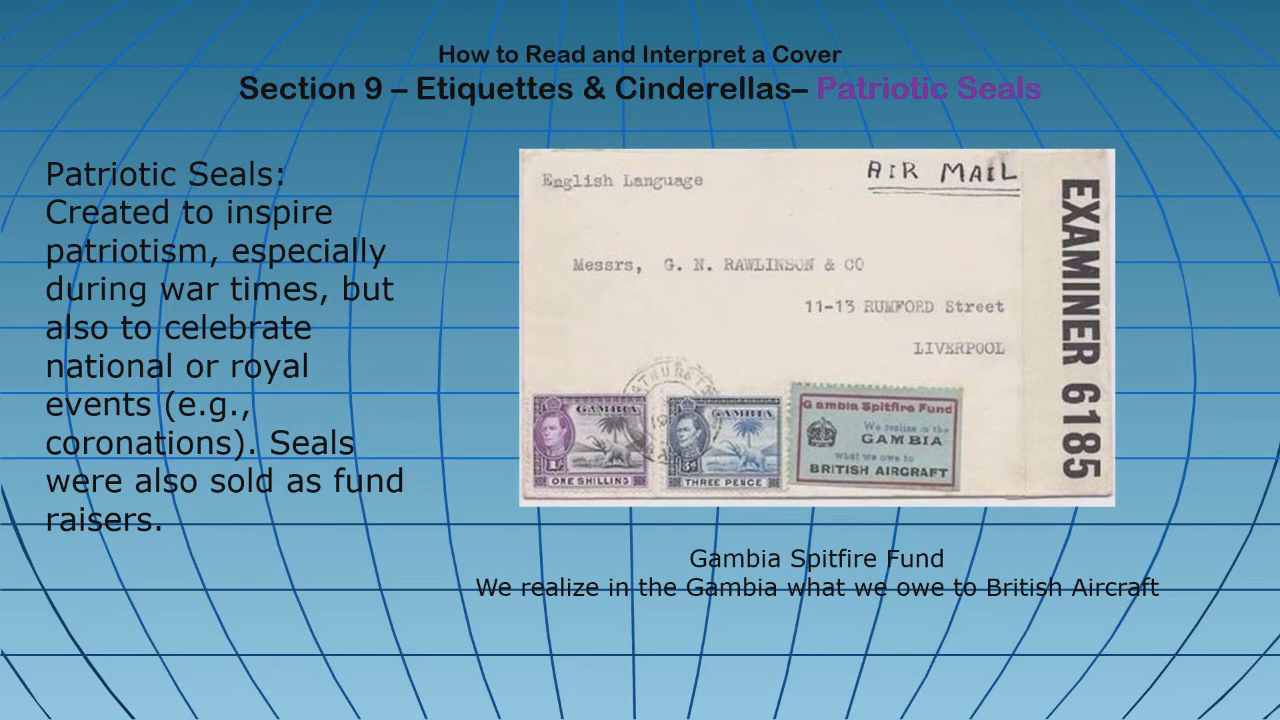 How to Read and Interpret a Cover
Section 9 – Etiquettes & Cinderellas– Patriotic Seals
Patriotic Seals:
Created to inspire
patriotism, especially
during war times, but
also to celebrate
national or royal
events (e.g.,
coronations). Seals
were also sold as fund
raisers.
English Language
AIR MAIL
Messrs, G. N. RAWLINSON & CO
11-13 RUMFORD Street
LIVERPOOL
EXAMINER 6185
GAMBIA
1/-
ONE SHILLING
GAMBIA
3d
THREE PENCE
Gambia Spitfire Fund
We realise in the
GAMBIA
what we owe to
BRITISH AIRCRAFT
Gambia Spitfire Fund
We realize in the Gambia what we owe to British Aircraft